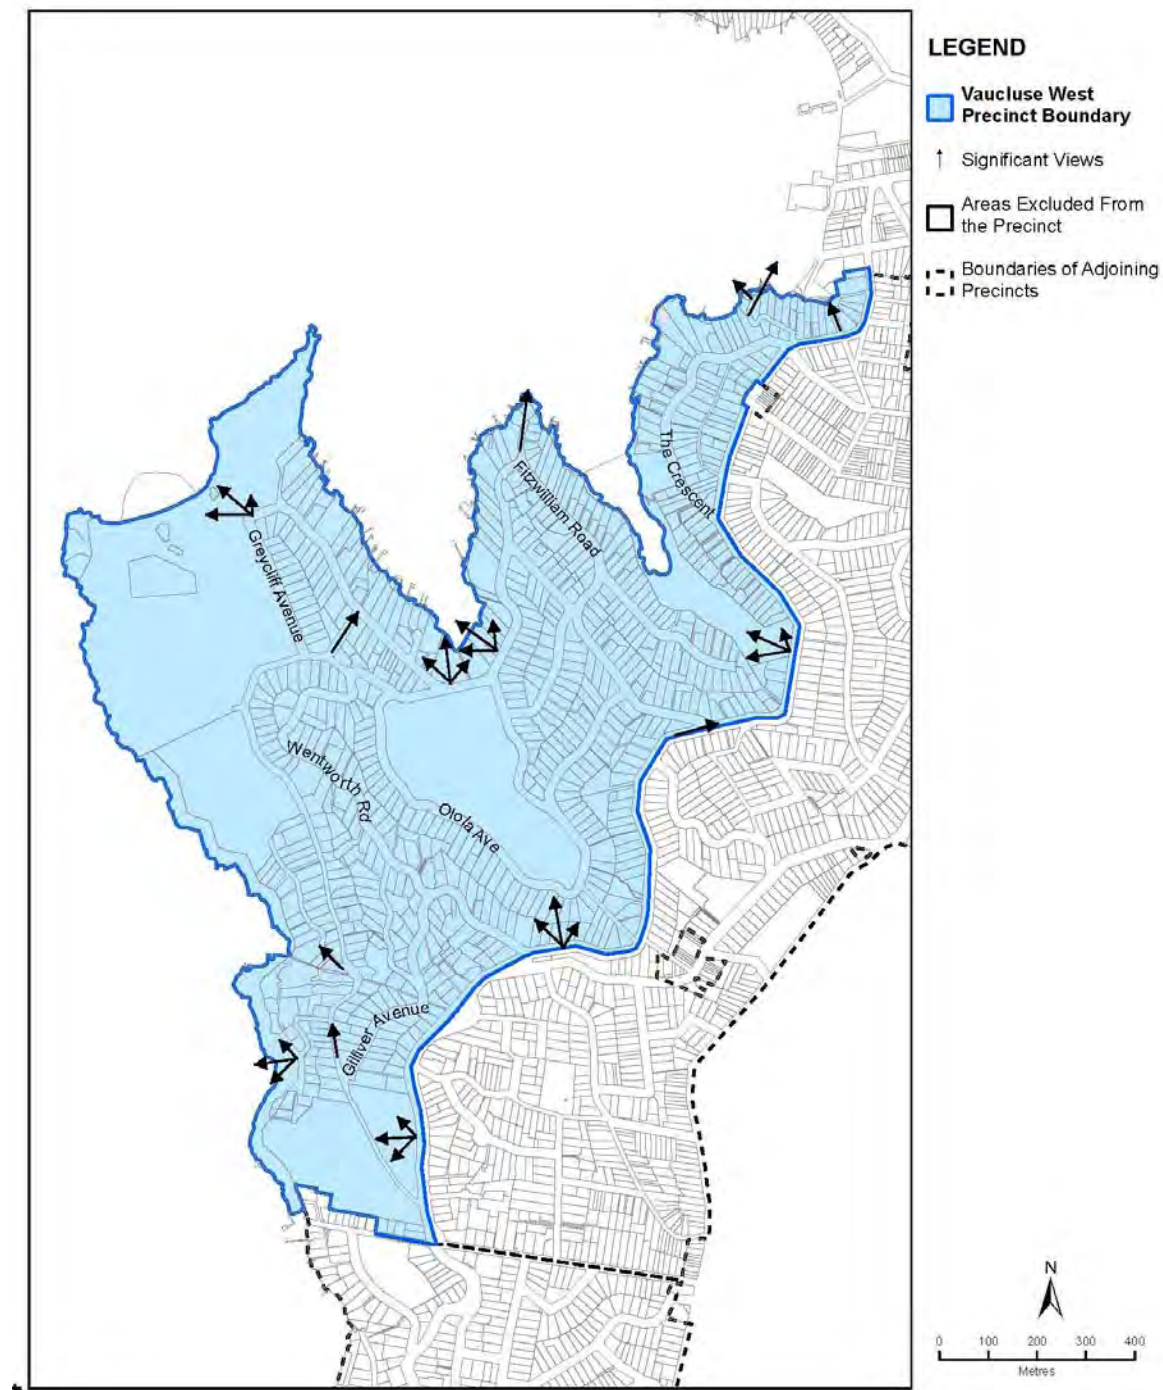 LEGEND
Vaucluse West
Precinct Boundary
Significant Views
Areas Excluded From
the Precinct
Boundaries of Adjoining
Precincts
The Crescent
Fitzwilliam Road
Greycliff Avenue
Wentworth Rd
Olola Ave
Gilliver Avenue
N
0 100 200 300 400
Metres